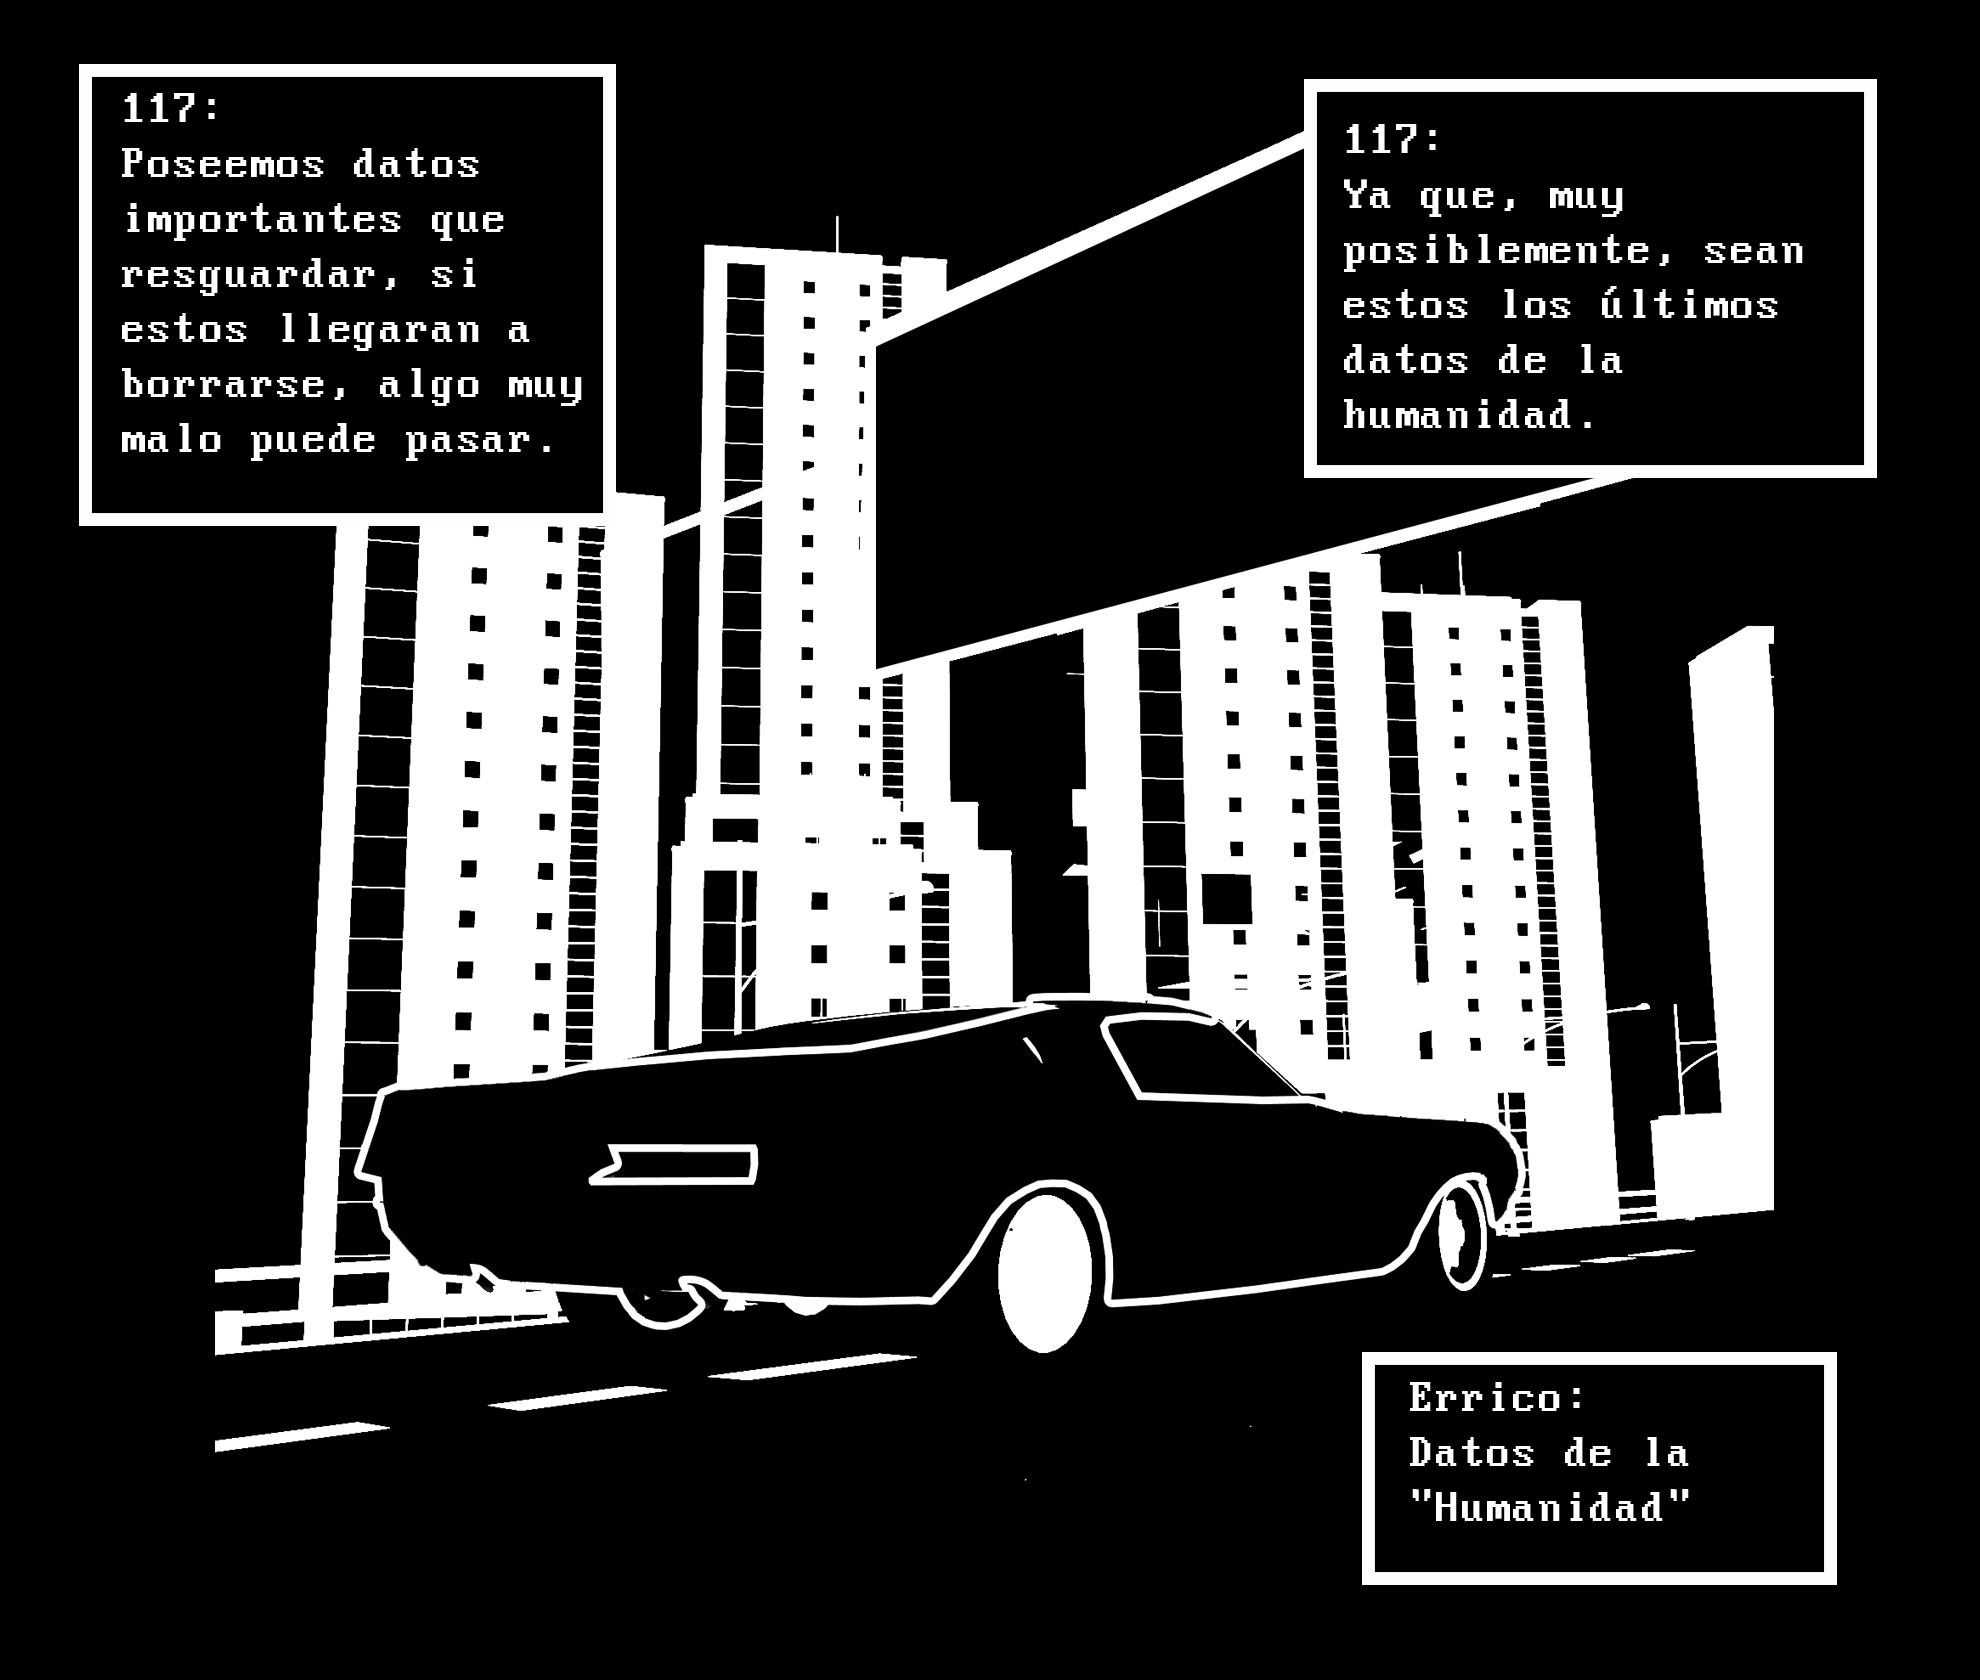 117:
Poseemos datos
importantes que
resguardar, si
estos llegaran a
borrarse, algo muy
malo puede pasar.
117:
Ya que, muy
posiblemente, sean
estos los últimos
datos de la
humanidad.
Errico:
Datos de la
"Humanidad"